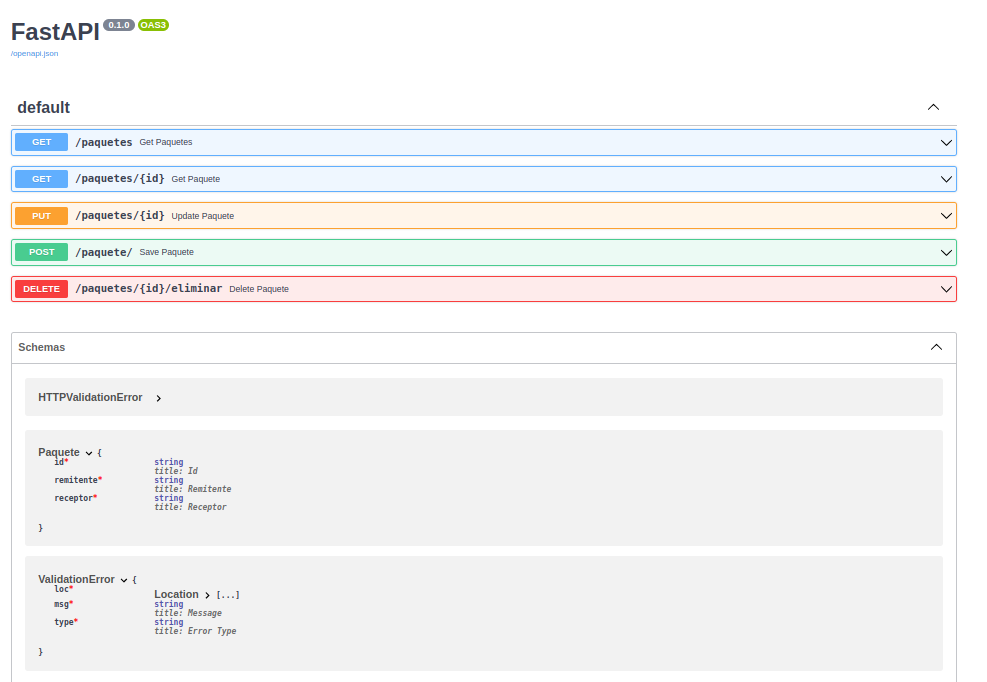 FastAPI 0.1.0 OAS3
/openapi.json
default
GET /paquetes Get Paquetes
GET /paquetes/{id} Get Paquete
PUT /paquetes/{id} Update Paquete
POST /paquete/ Save Paquete
DELETE /paquetes/{id}/eliminar Delete Paquete
Schemas
HTTPValidationError
Paquete {
id* string
title: Id
remitente* string
title: Remitente
receptor* string
title: Receptor
}
ValidationError {
loc* Location [...]
msg* string
title: Message
type* string
title: Error Type
}